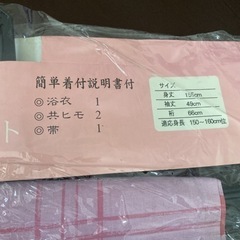 ト
簡単着付説明書付
◎浴衣 1
◎共ヒモ 2
◎帯 1
サイズ
身丈 155cm
袖丈 49cm
裄 66cm
適応身長 150～160cm位